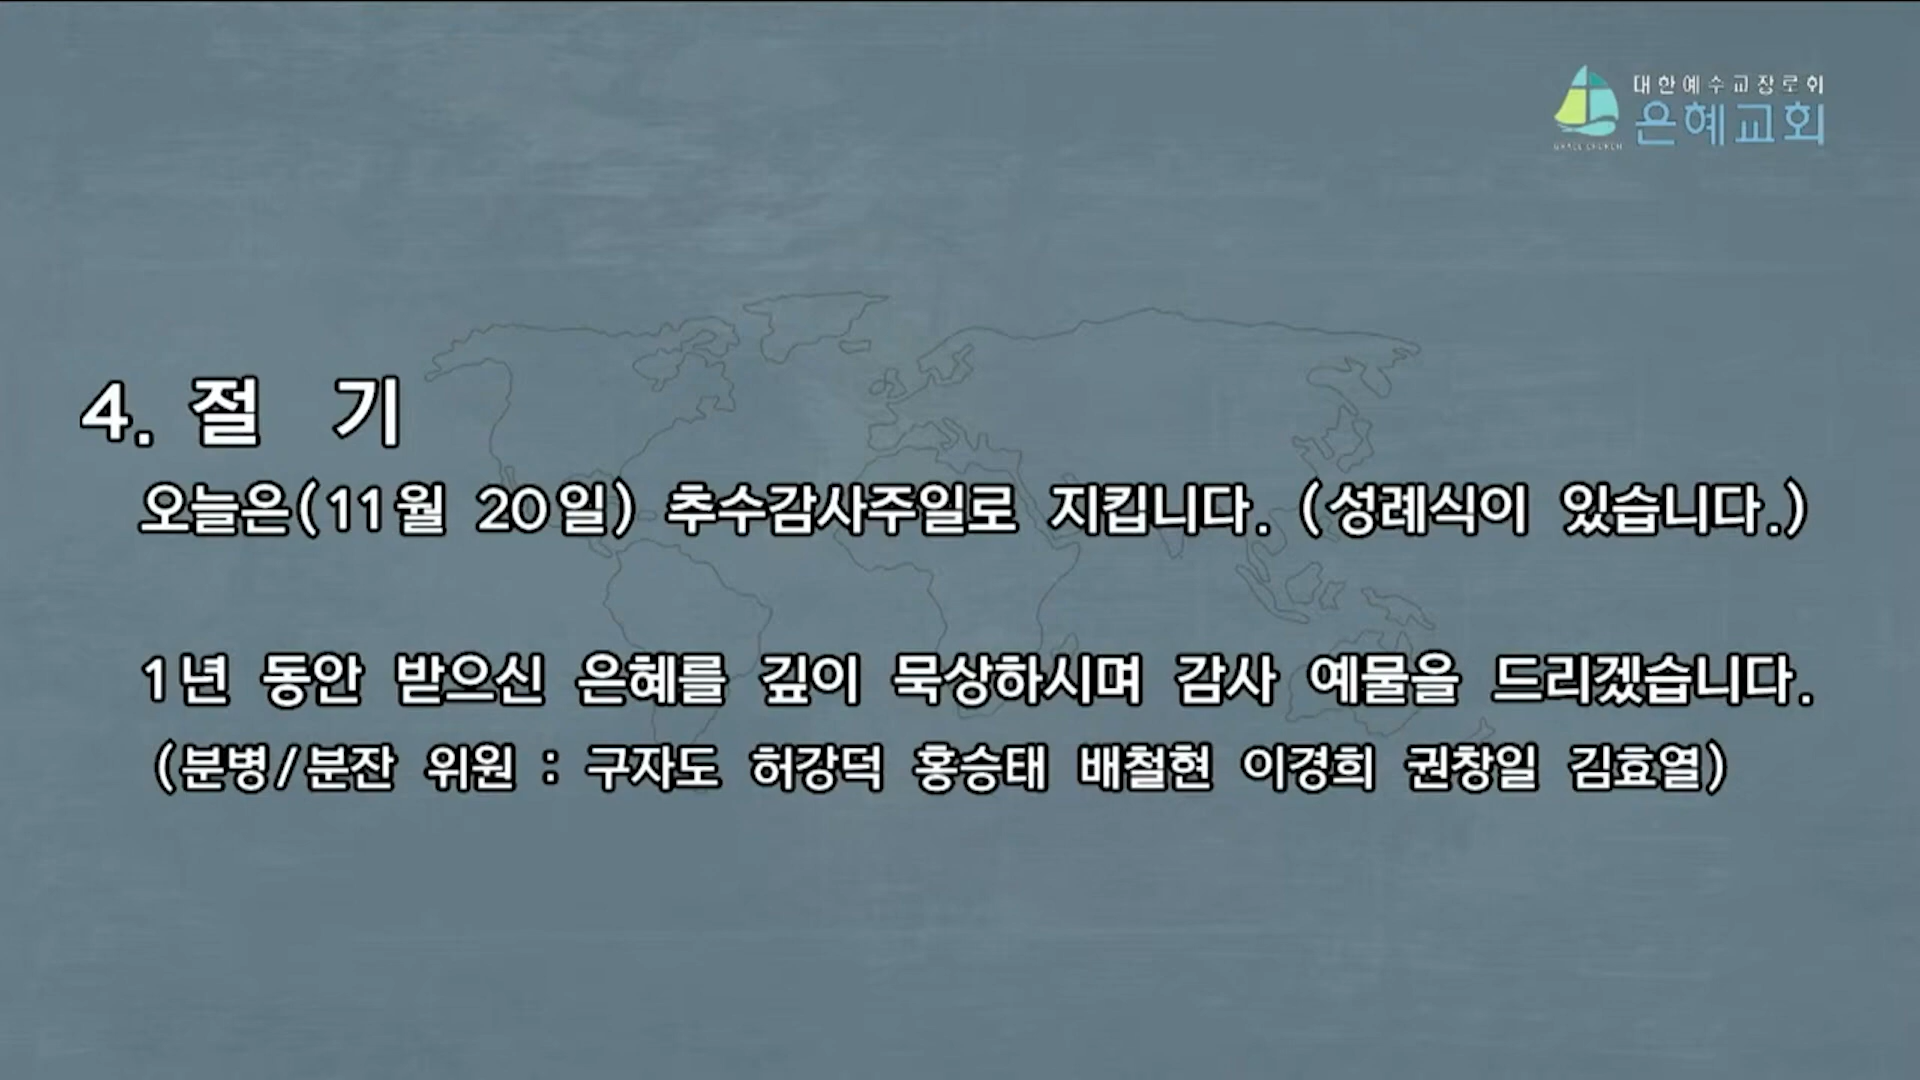 대한예수교장로회
은혜교회
GRACE CHURCH
4. 절 기
오늘은(11월 20일) 추수감사주일로 지킵니다. (성례식이 있습니다.)
1년 동안 받으신 은혜를 깊이 묵상하시며 감사 예물을 드리겠습니다.
(분병/분잔 위원 : 구자도 허강덕 홍승태 배철현 이경희 권창일 김효열)